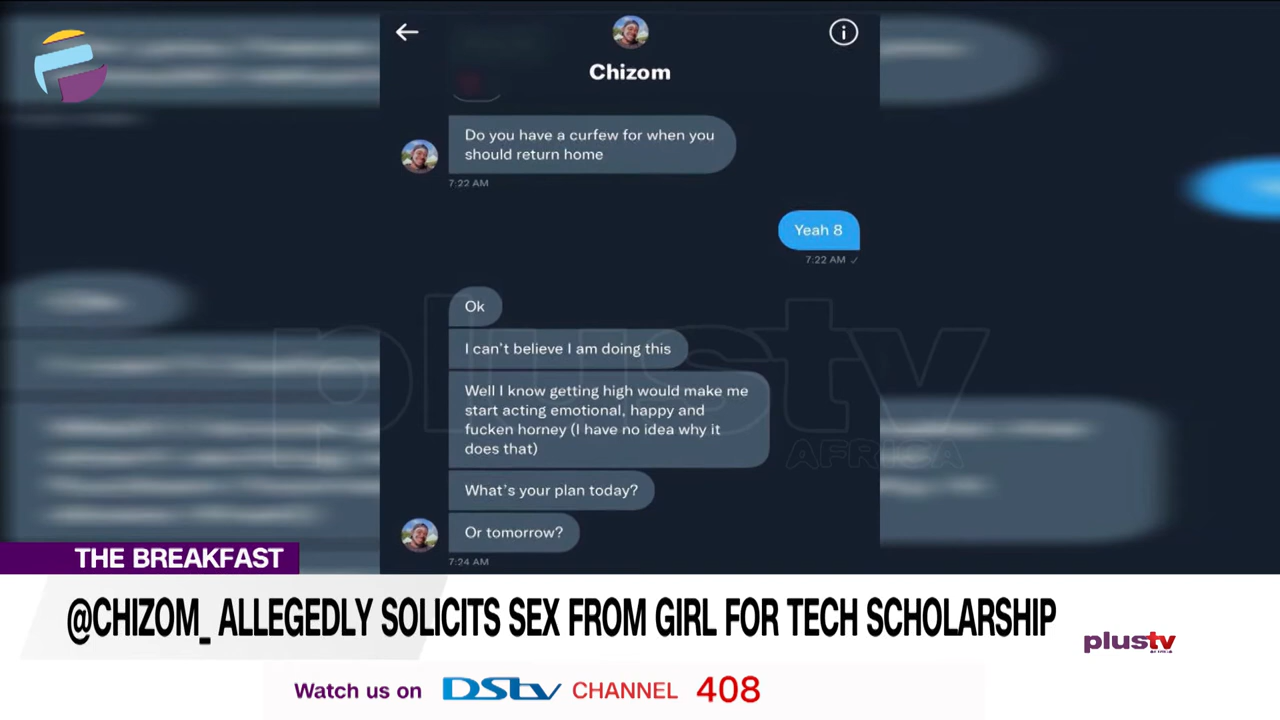 Chizom
Do you have a curfew for when you
should return home
7:22 AM
Yeah 8
7:22 AM
Ok
I can't believe I am doing this
Well I know getting high would make me
start acting emotional, happy and
fucken horney (I have no idea why it
does that)
What's your plan today?
Or tomorrow?
7:24 AM
plustv
AFRICA
THE BREAKFAST
@CHIZOM_ ALLEGEDLY SOLICITS SEX FROM GIRL FOR TECH SCHOLARSHIP
plustv
Watch us on DStv CHANNEL 408